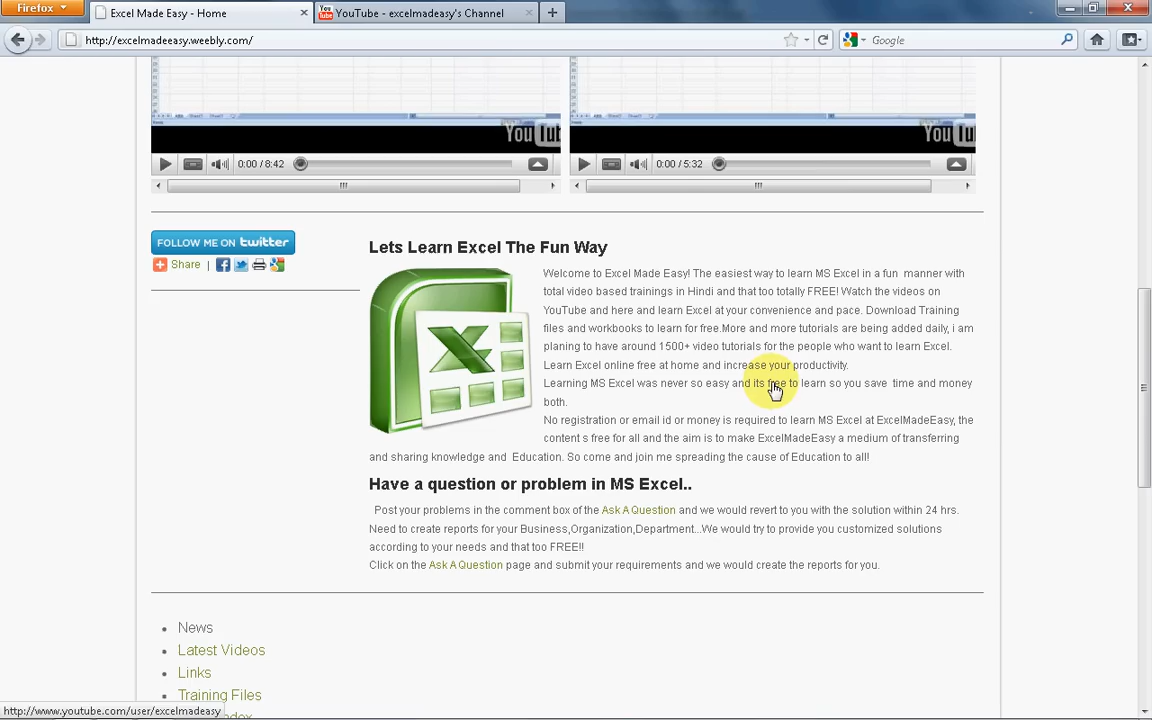 Firefox
Excel Made Easy - Home
YouTube - excelmadeasy's Channel
http://excelmadeeasy.weebly.com/
Google
You
You
0:00 / 8:42
0:00 / 5:32
FOLLOW ME ON twitter
Share |
Lets Learn Excel The Fun Way
Welcome to Excel Made Easy! The easiest way to learn MS Excel in a fun manner with
total video based trainings in Hindi and that too totally FREE! Watch the videos on
YouTube and here and learn Excel at your convenience and pace. Download Training
files and workbooks to learn for free.More and more tutorials are being added daily, i am
planing to have around 1500+ video tutorials for the people who want to learn Excel.
Learn Excel online free at home and increase your productivity.
Learning MS Excel was never so easy and its free to learn so you save time and money
both.
No registration or email id or money is required to learn MS Excel at ExcelMadeEasy, the
content s free for all and the aim is to make ExcelMadeEasy a medium of transferring
and sharing knowledge and Education. So come and join me spreading the cause of Education to all!
Have a question or problem in MS Excel..
Post your problems in the comment box of the Ask A Question and we would revert to you with the solution within 24 hrs.
Need to create reports for your Business,Organization,Department...We would try to provide you customized solutions
according to your needs and that too FREE!!
Click on the Ask A Question page and submit your requirements and we would create the reports for you.
News
Latest Videos
Links
Training Files
http://www.youtube.com/user/excelmadeasy